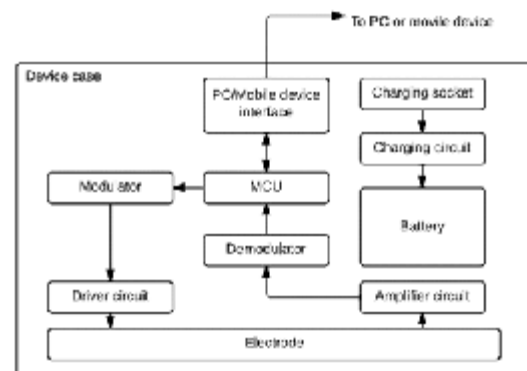 To PC or movile device
Device case
PC/Mobile device
interface
Charging socket
Charging circuit
Modulator
MCU
Battery
Demodulator
Driver circuit
Amplifier circuit
Electrode